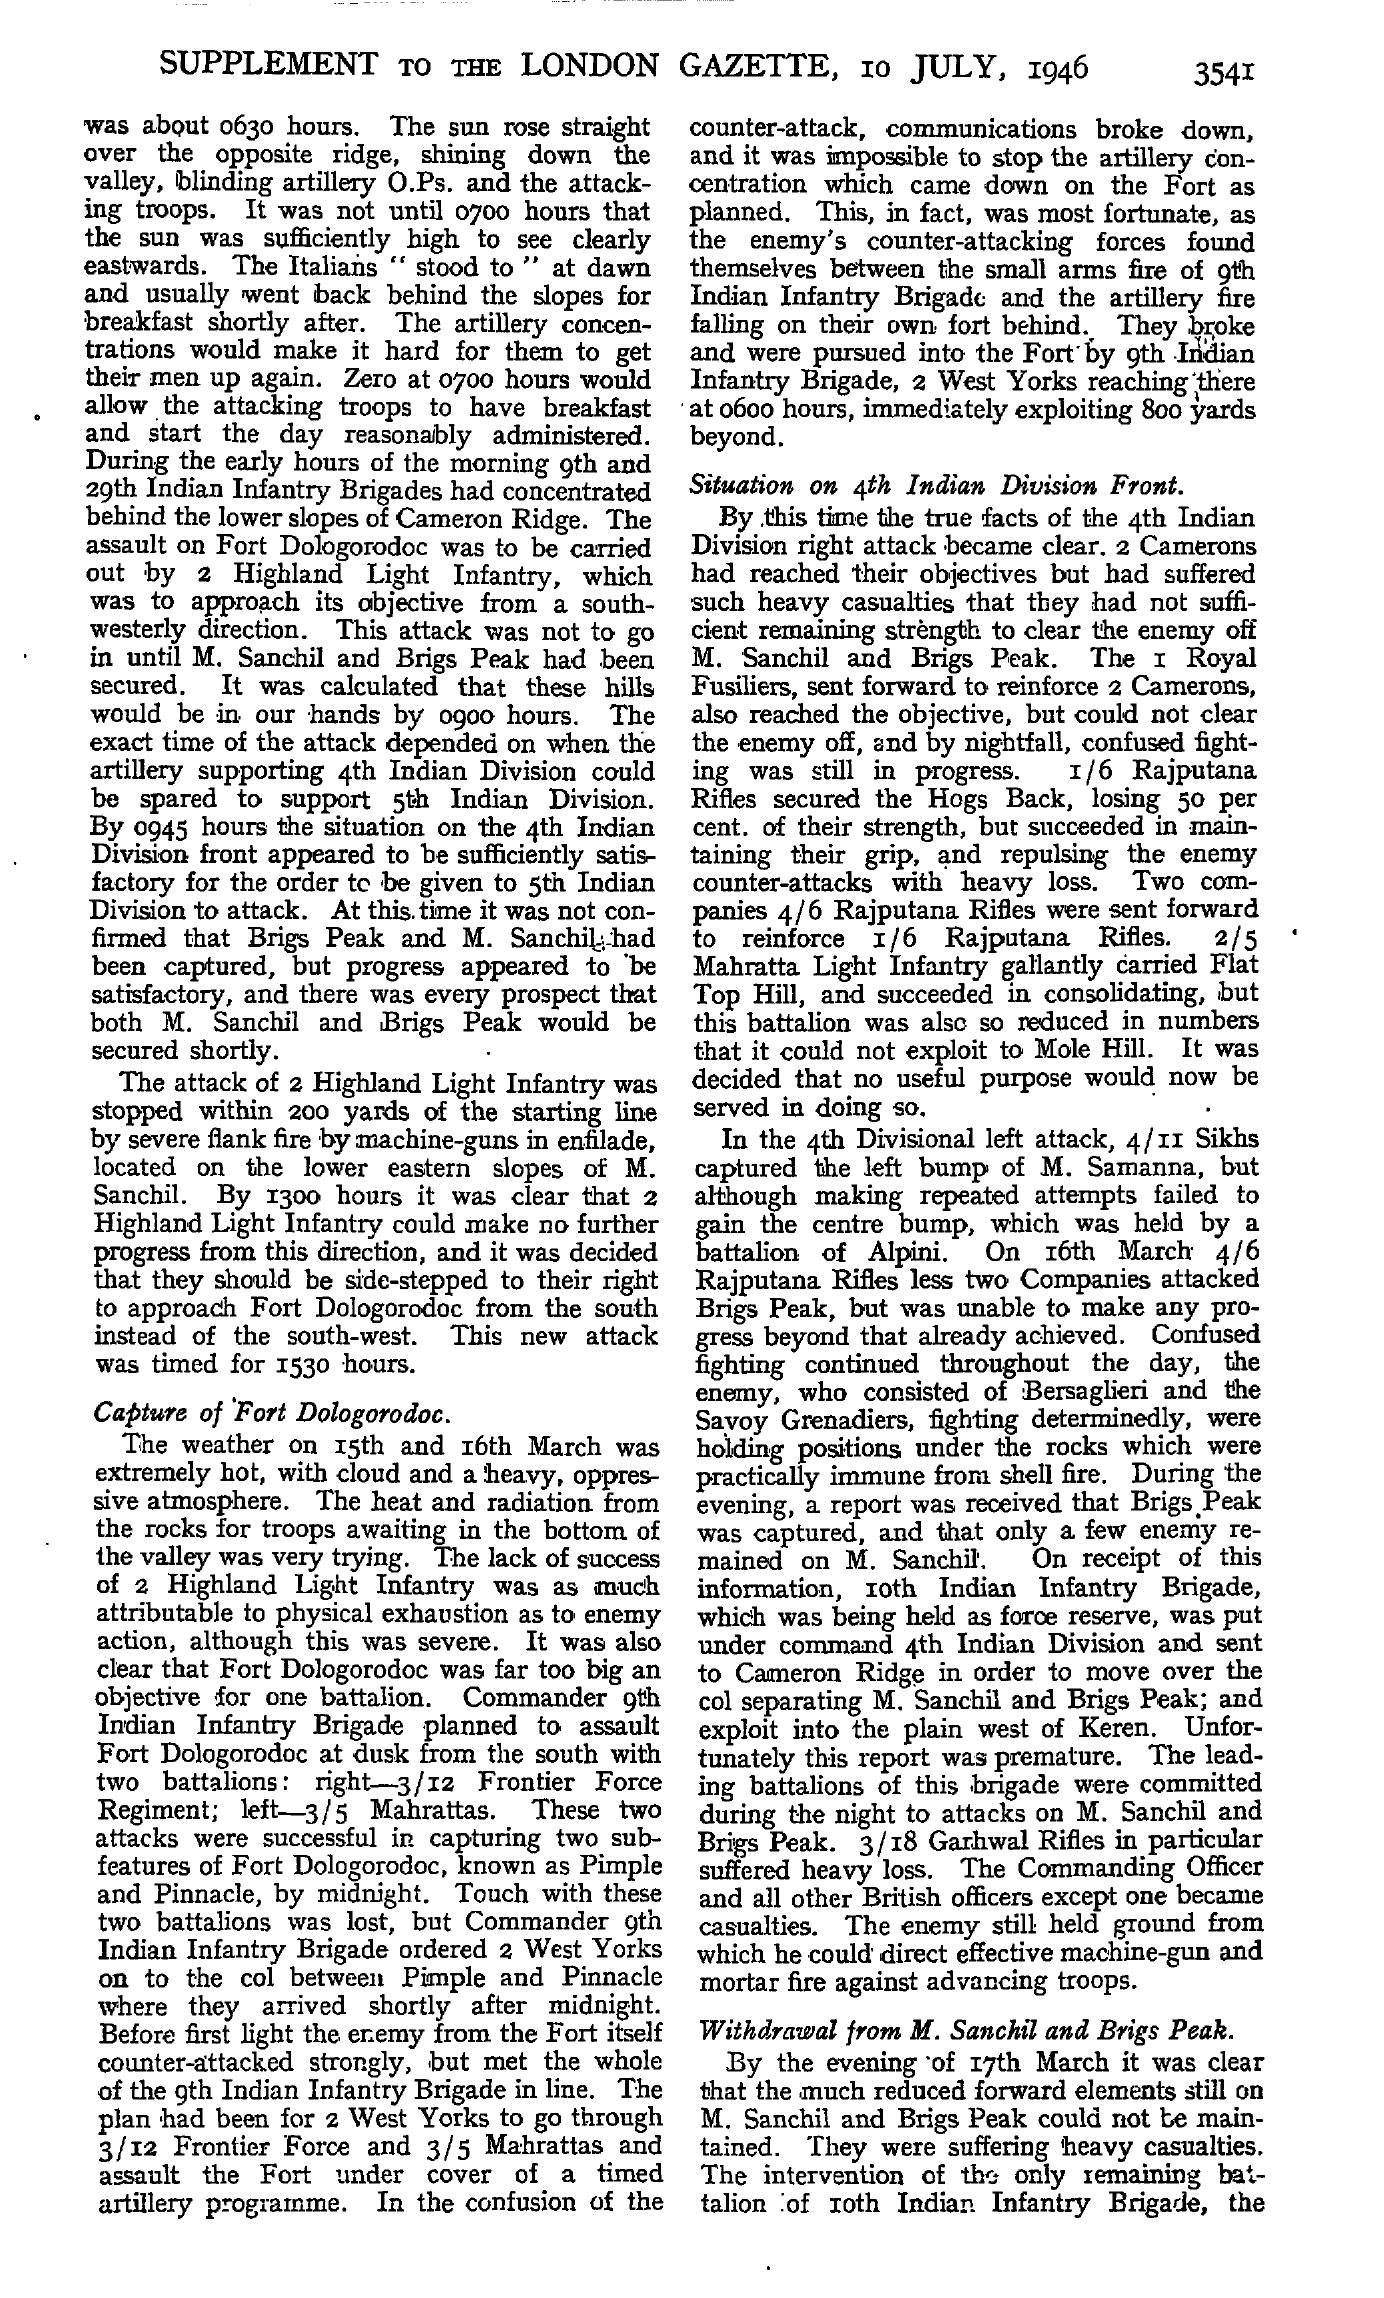 SUPPLEMENT TO THE LONDON GAZETTE, 10 JULY, 1946 3541
was about 0630 hours. The sun rose straight
over the opposite ridge, shining down the
valley, blinding artillery O.Ps. and the attack-
ing troops. It was not until 0700 hours that
the sun was sufficiently high to see clearly
eastwards. The Italians " stood to " at dawn
and usually went back behind the slopes for
breakfast shortly after. The artillery concen-
trations would make it hard for them to get
their men up again. Zero at 0700 hours would
allow the attacking troops to have breakfast
and start the day reasonably administered.
During the early hours of the morning 9th and
29th Indian Infantry Brigades had concentrated
behind the lower slopes of Cameron Ridge. The
assault on Fort Dologorodoc was to be carried
out by 2 Highland Light Infantry, which
was to approach its objective from a south-
westerly direction. This attack was not to go
in until M. Sanchil and Brigs Peak had been
secured. It was calculated that these hills
would be in our hands by 0900 hours. The
exact time of the attack depended on when the
artillery supporting 4th Indian Division could
be spared to support 5th Indian Division.
By 0945 hours the situation on the 4th Indian
Division front appeared to be sufficiently satis-
factory for the order to be given to 5th Indian
Division to attack. At this time it was not con-
firmed that Brigs Peak and M. Sanchil had
been captured, but progress appeared to be
satisfactory, and there was every prospect that
both M. Sanchil and Brigs Peak would be
secured shortly.
The attack of 2 Highland Light Infantry was
stopped within 200 yards of the starting line
by severe flank fire by machine-guns in enfilade,
located on the lower eastern slopes of M.
Sanchil. By 1300 hours it was clear that 2
Highland Light Infantry could make no further
progress from this direction, and it was decided
that they should be side-stepped to their right
to approach Fort Dologorodoc from the south
instead of the south-west. This new attack
was timed for 1530 hours.
Capture of Fort Dologorodoc.
The weather on 15th and 16th March was
extremely hot, with cloud and a heavy, oppres-
sive atmosphere. The heat and radiation from
the rocks for troops awaiting in the bottom of
the valley was very trying. The lack of success
of 2 Highland Light Infantry was as much
attributable to physical exhaustion as to enemy
action, although this was severe. It was also
clear that Fort Dologorodoc was far too big an
objective for one battalion. Commander 9th
Indian Infantry Brigade planned to assault
Fort Dologorodoc at dusk from the south with
two battalions: right—3/12 Frontier Force
Regiment; left—3/5 Mahrattas. These two
attacks were successful in capturing two sub-
features of Fort Dologorodoc, known as Pimple
and Pinnacle, by midnight. Touch with these
two battalions was lost, but Commander 9th
Indian Infantry Brigade ordered 2 West Yorks
on to the col between Pimple and Pinnacle
where they arrived shortly after midnight.
Before first light the enemy from the Fort itself
counter-attacked strongly, but met the whole
of the 9th Indian Infantry Brigade in line. The
plan had been for 2 West Yorks to go through
3/12 Frontier Force and 3/5 Mahrattas and
assault the Fort under cover of a timed
artillery programme. In the confusion of the
counter-attack, communications broke down,
and it was impossible to stop the artillery con-
centration which came down on the Fort as
planned. This, in fact, was most fortunate, as
the enemy's counter-attacking forces found
themselves between the small arms fire of 9th
Indian Infantry Brigade and the artillery fire
falling on their own fort behind. They broke
and were pursued into the Fort by 9th Indian
Infantry Brigade, 2 West Yorks reaching there
at 0600 hours, immediately exploiting 800 yards
beyond.
Situation on 4th Indian Division Front.
By this time the true facts of the 4th Indian
Division right attack became clear. 2 Camerons
had reached their objectives but had suffered
such heavy casualties that they had not suffi-
cient remaining strength to clear the enemy off
M. Sanchil and Brigs Peak. The 1 Royal
Fusiliers, sent forward to reinforce 2 Camerons,
also reached the objective, but could not clear
the enemy off, and by nightfall, confused fight-
ing was still in progress. 1/6 Rajputana
Rifles secured the Hogs Back, losing 50 per
cent. of their strength, but succeeded in main-
taining their grip, and repulsing the enemy
counter-attacks with heavy loss. Two com-
panies 4/6 Rajputana Rifles were sent forward
to reinforce 1/6 Rajputana Rifles. 2/5
Mahratta Light Infantry gallantly carried Flat
Top Hill, and succeeded in consolidating, but
this battalion was also so reduced in numbers
that it could not exploit to Mole Hill. It was
decided that no useful purpose would now be
served in doing so.
In the 4th Divisional left attack, 4/11 Sikhs
captured the left bump of M. Samanna, but
although making repeated attempts failed to
gain the centre bump, which was held by a
battalion of Alpini. On 16th March 4/6
Rajputana Rifles less two Companies attacked
Brigs Peak, but was unable to make any pro-
gress beyond that already achieved. Confused
fighting continued throughout the day, the
enemy, who consisted of Bersaglieri and the
Savoy Grenadiers, fighting determinedly, were
holding positions under the rocks which were
practically immune from shell fire. During the
evening, a report was received that Brigs Peak
was captured, and that only a few enemy re-
mained on M. Sanchil. On receipt of this
information, 10th Indian Infantry Brigade,
which was being held as force reserve, was put
under command 4th Indian Division and sent
to Cameron Ridge in order to move over the
col separating M. Sanchil and Brigs Peak; and
exploit into the plain west of Keren. Unfor-
tunately this report was premature. The lead-
ing battalions of this brigade were committed
during the night to attacks on M. Sanchil and
Brigs Peak. 3/18 Garhwal Rifles in particular
suffered heavy loss. The Commanding Officer
and all other British officers except one became
casualties. The enemy still held ground from
which he could direct effective machine-gun and
mortar fire against advancing troops.
Withdrawal from M. Sanchil and Brigs Peak.
By the evening of 17th March it was clear
that the much reduced forward elements still on
M. Sanchil and Brigs Peak could not be main-
tained. They were suffering heavy casualties.
The intervention of the only remaining bat-
talion of 10th Indian Infantry Brigade, the